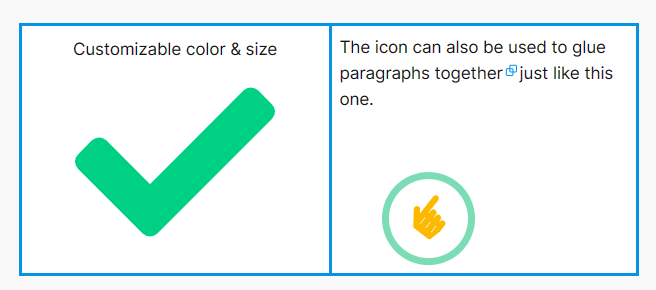 Customizable color & size
The icon can also be used to glue
paragraphs together just like this
one.